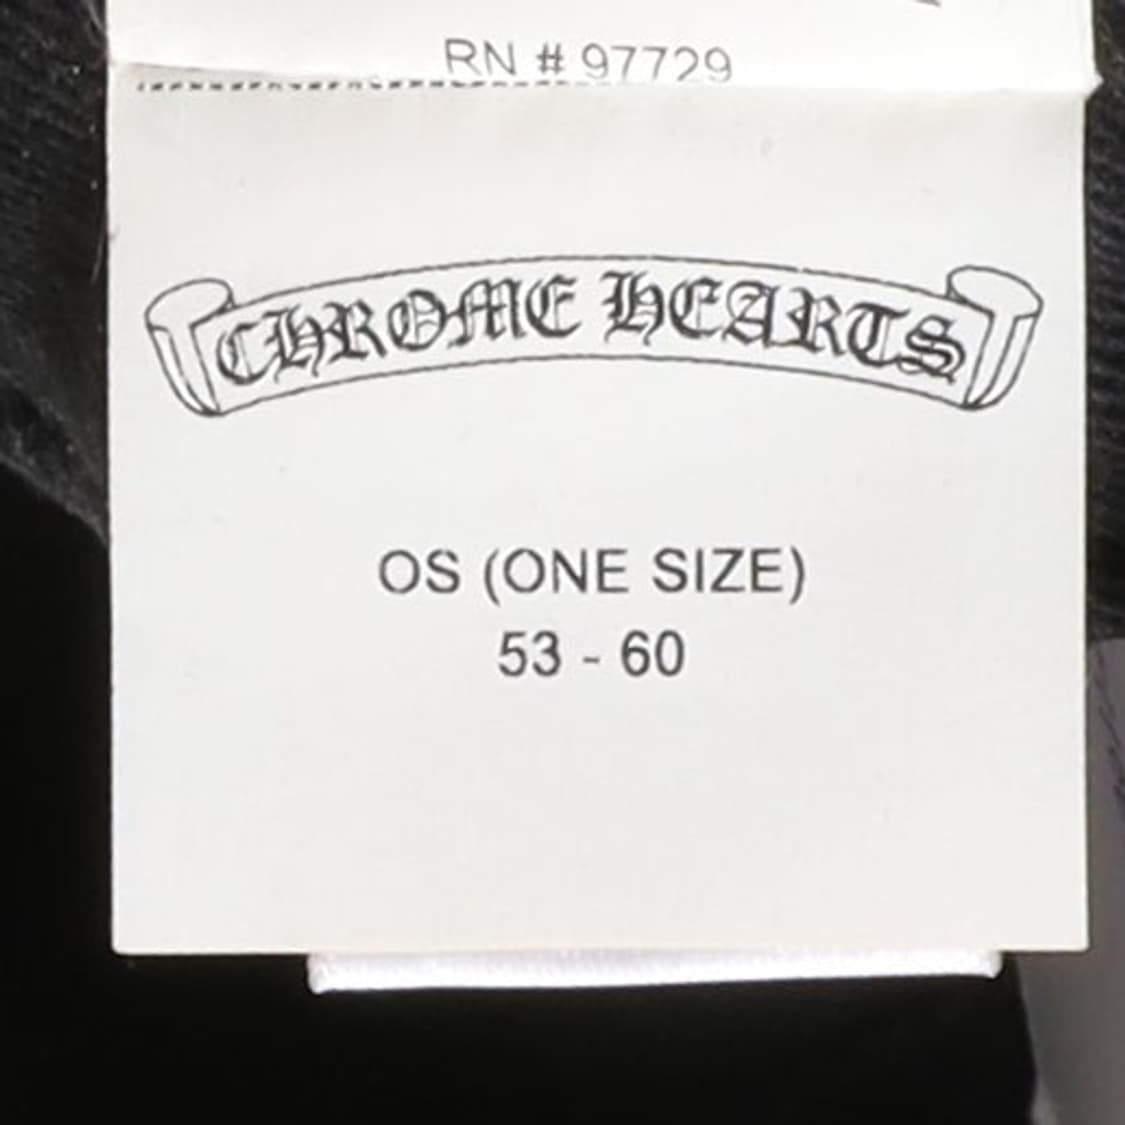 RN # 97729
CHROME HEARTS
OS (ONE SIZE)
53 - 60